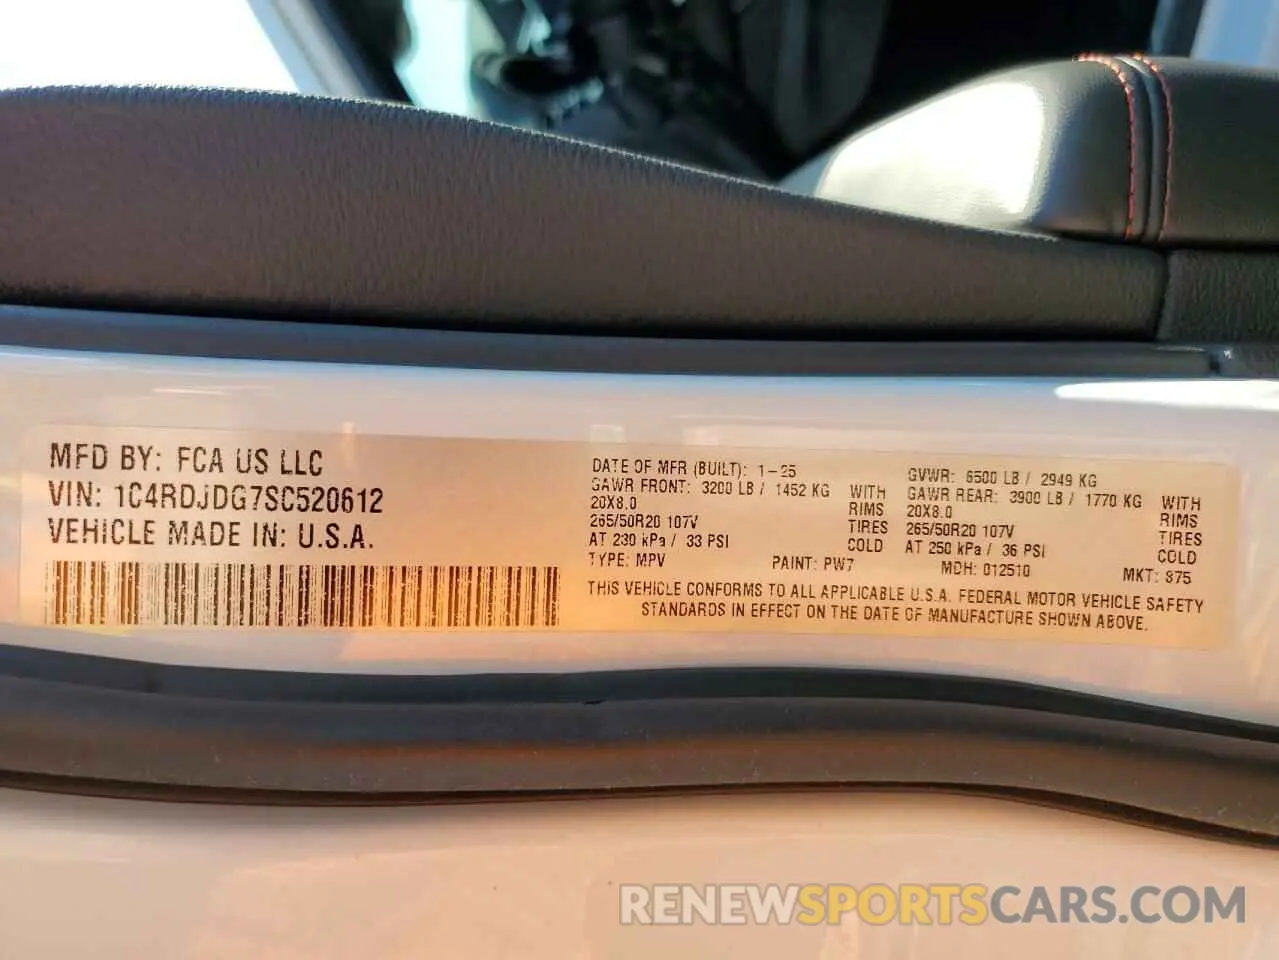 MFD BY: FCA US LLC
VIN: 1C4RDJDG7SC520612
VEHICLE MADE IN: U.S.A.
DATE OF MFR (BUILT): 1-25
GAWR FRONT: 3200 LB / 1452 KG WITH
20X8.0 RIMS
265/50R20 107V TIRES
AT 230 kPa / 33 PSI COLD
TYPE: MPV PAINT: PW7
GVWR: 6500 LB / 2949 KG
GAWR REAR: 3900 LB / 1770 KG WITH
20X8.0 RIMS
265/50R20 107V TIRES
AT 250 kPa / 36 PSI COLD
MDH: 012510 MKT: 875
THIS VEHICLE CONFORMS TO ALL APPLICABLE U.S.A. FEDERAL MOTOR VEHICLE SAFETY
STANDARDS IN EFFECT ON THE DATE OF MANUFACTURE SHOWN ABOVE.
RENEWSPORTSCARS.COM